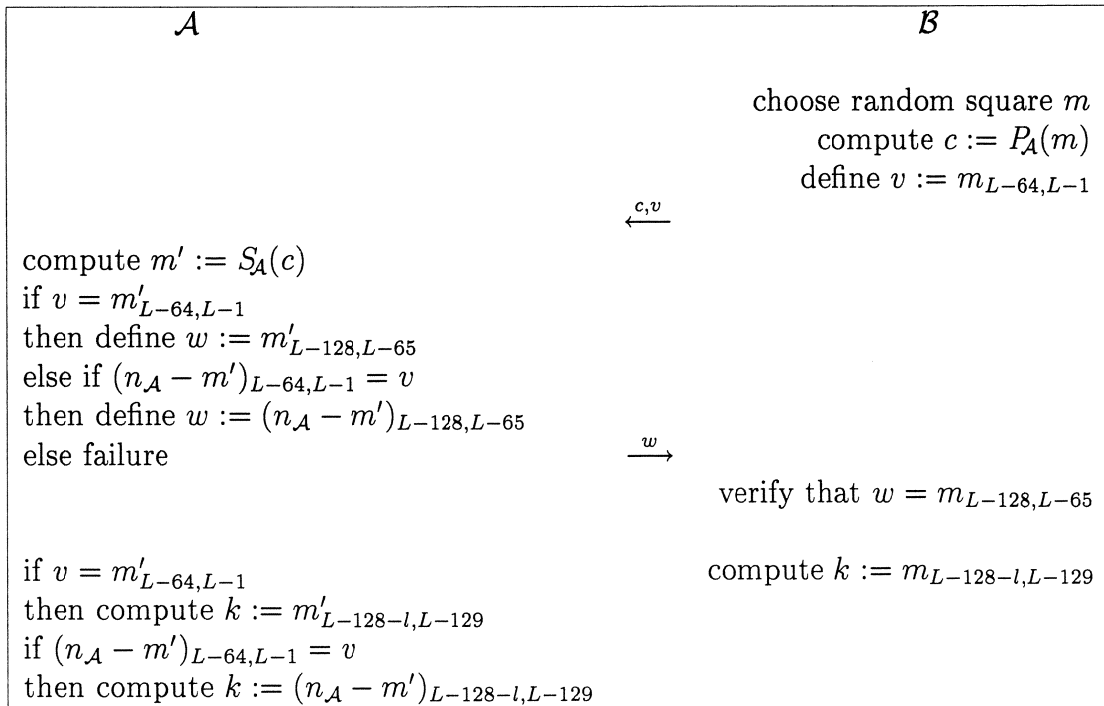 𝒜 ℬ
choose random square m
compute c := P_𝒜(m)
define v := m_{L−64,L−1}
c,v
←
compute m′ := S_𝒜(c)
if v = m′_{L−64,L−1}
then define w := m′_{L−128,L−65}
else if (n_𝒜 − m′)_{L−64,L−1} = v
then define w := (n_𝒜 − m′)_{L−128,L−65}
else failure
w
→
verify that w = m_{L−128,L−65}
if v = m′_{L−64,L−1} compute k := m_{L−128−l,L−129}
then compute k := m′_{L−128−l,L−129}
if (n_𝒜 − m′)_{L−64,L−1} = v
then compute k := (n_𝒜 − m′)_{L−128−l,L−129}